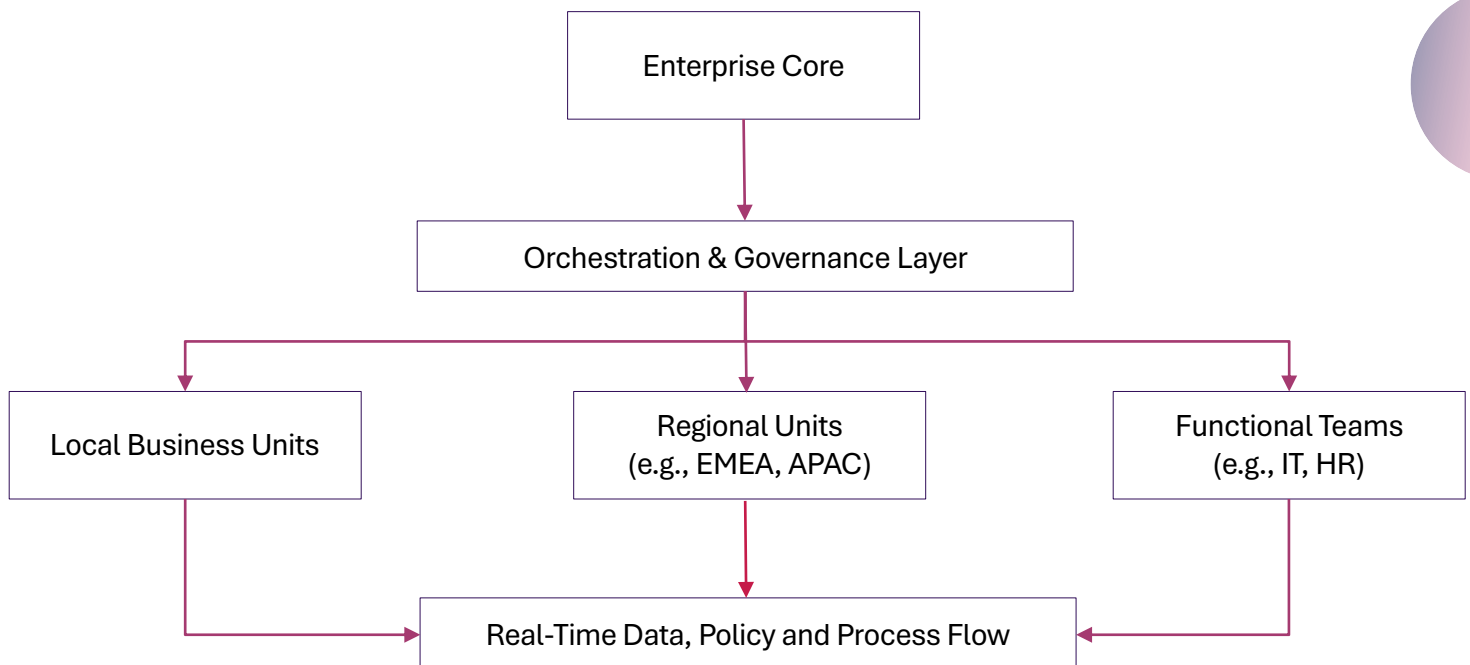 Enterprise Core
Orchestration & Governance Layer
Local Business Units
Regional Units
(e.g., EMEA, APAC)
Functional Teams
(e.g., IT, HR)
Real-Time Data, Policy and Process Flow